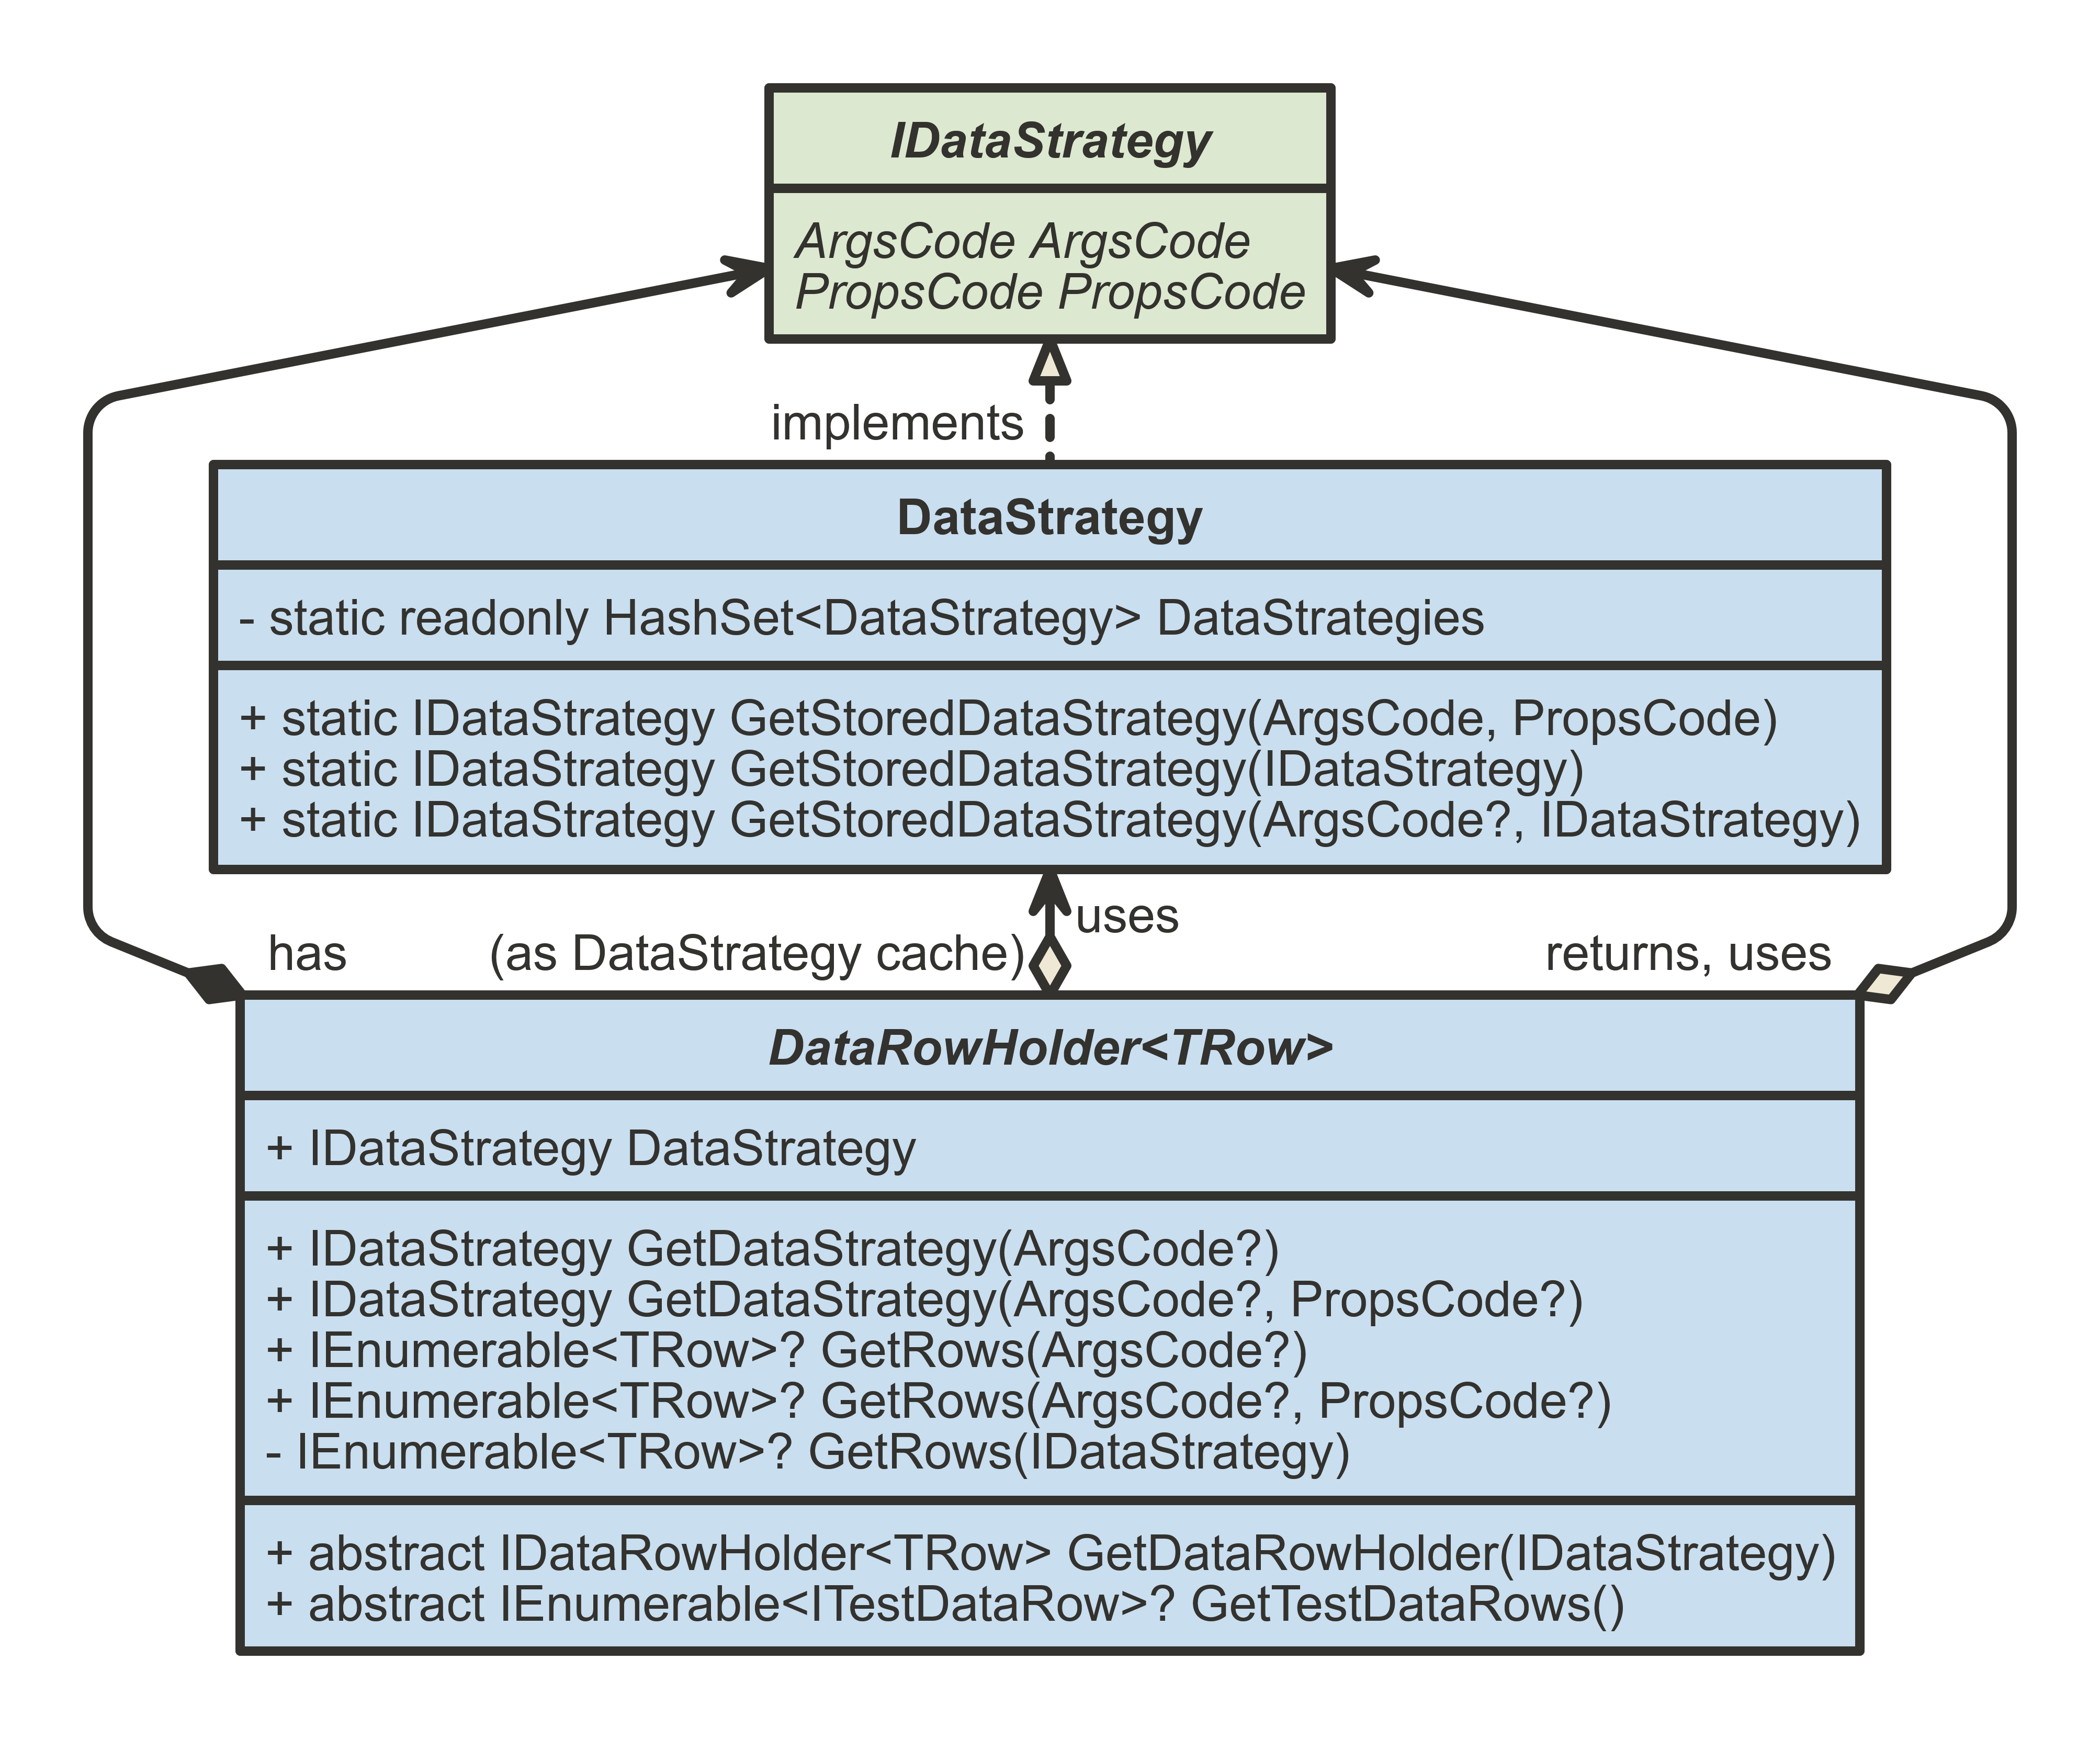 IDataStrategy
ArgsCode ArgsCode
PropsCode PropsCode
implements
DataStrategy
- static readonly HashSet<DataStrategy> DataStrategies
+ static IDataStrategy GetStoredDataStrategy(ArgsCode, PropsCode)
+ static IDataStrategy GetStoredDataStrategy(IDataStrategy)
+ static IDataStrategy GetStoredDataStrategy(ArgsCode?, IDataStrategy)
uses
has
(as DataStrategy cache)
returns, uses
DataRowHolder<TRow>
+ IDataStrategy DataStrategy
+ IDataStrategy GetDataStrategy(ArgsCode?)
+ IDataStrategy GetDataStrategy(ArgsCode?, PropsCode?)
+ IEnumerable<TRow>? GetRows(ArgsCode?)
+ IEnumerable<TRow>? GetRows(ArgsCode?, PropsCode?)
- IEnumerable<TRow>? GetRows(IDataStrategy)
+ abstract IDataRowHolder<TRow> GetDataRowHolder(IDataStrategy)
+ abstract IEnumerable<ITestDataRow>? GetTestDataRows()